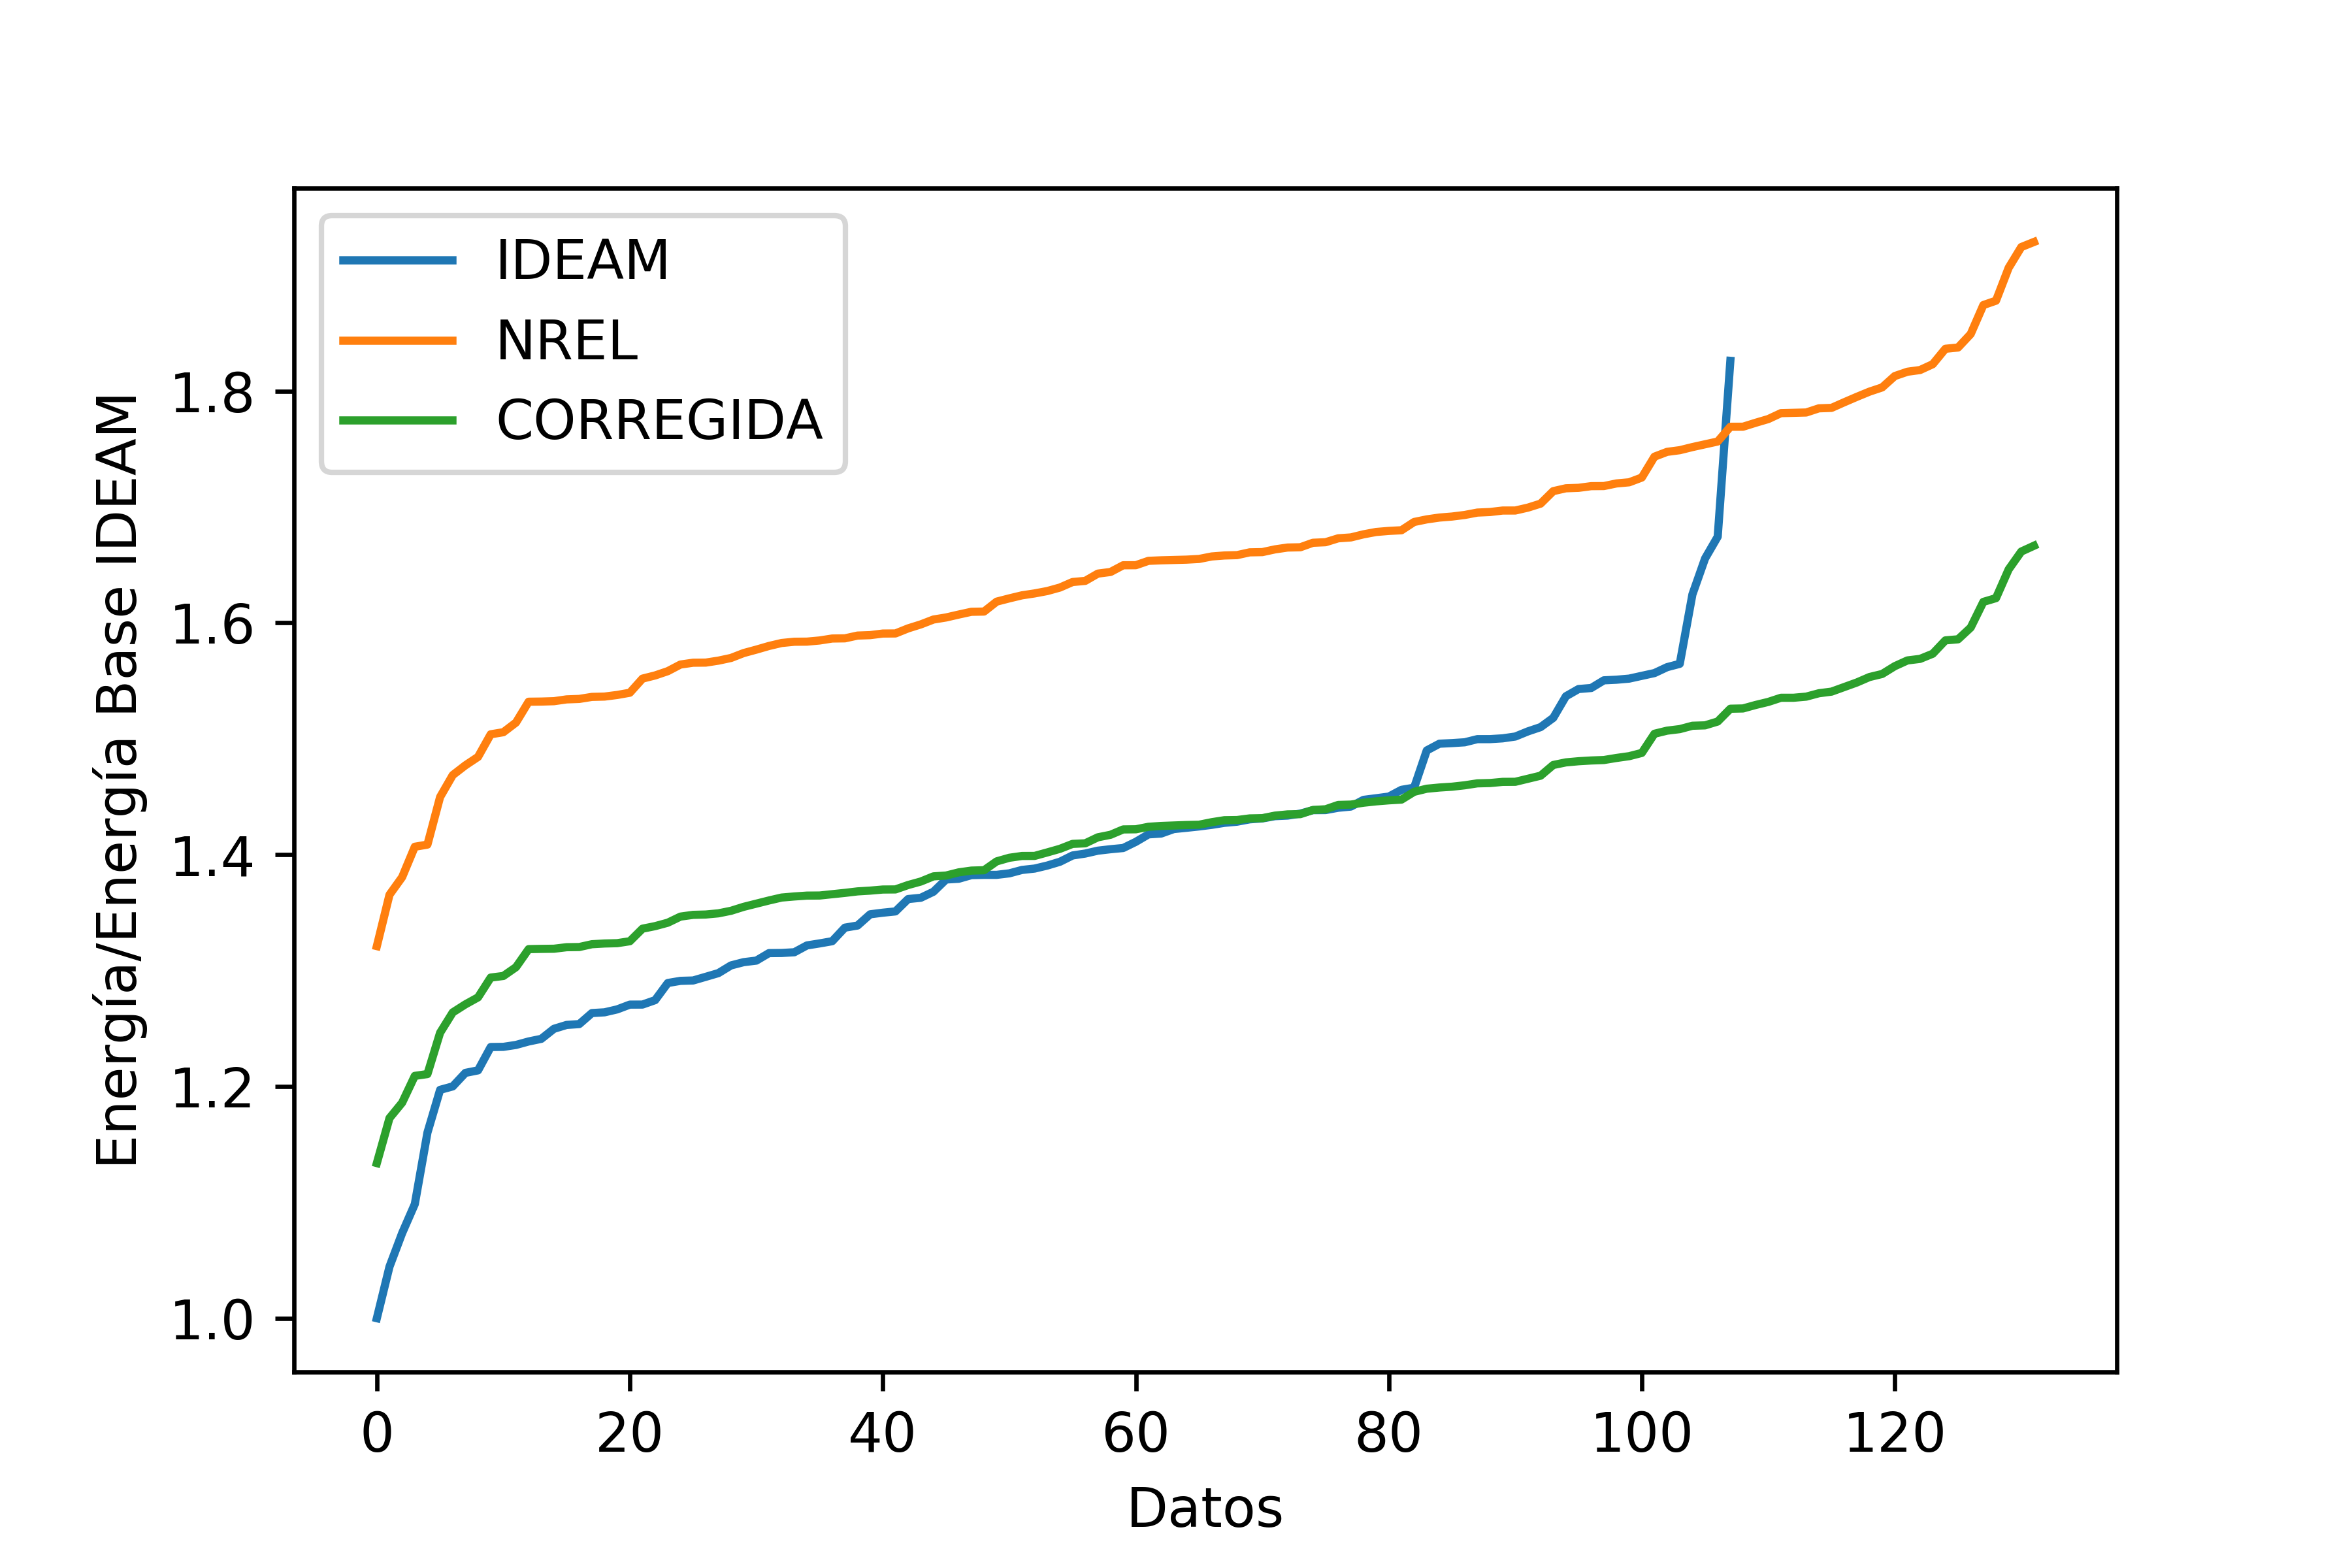 IDEAM
NREL
CORREGIDA
Energía/Energía Base IDEAM
1.8
1.6
1.4
1.2
1.0
0 20 40 60 80 100 120
Datos